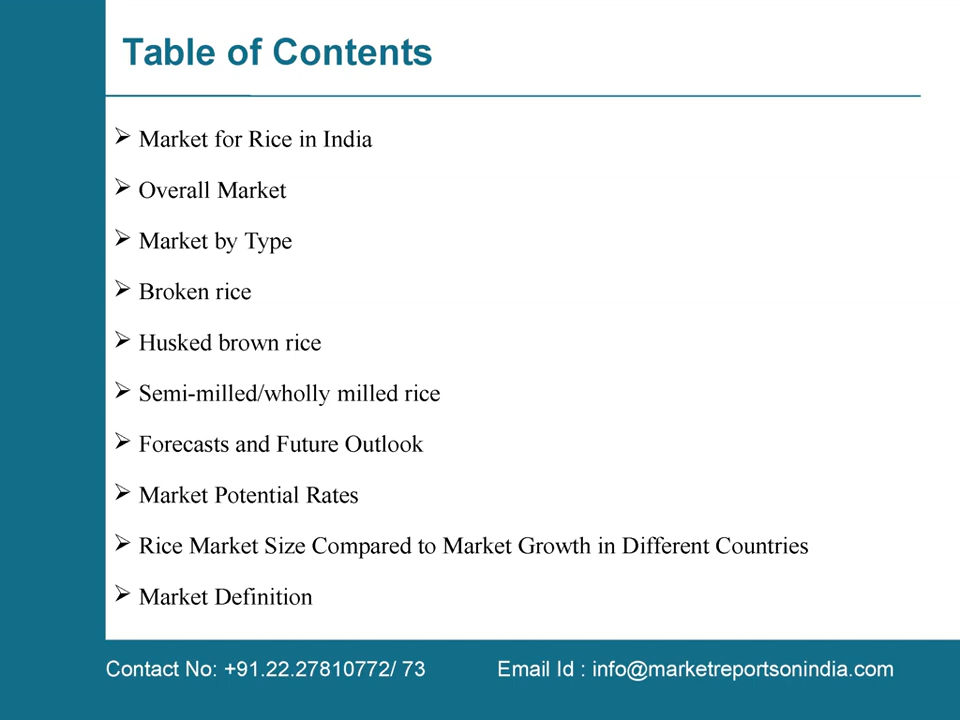 Table of Contents
➢ Market for Rice in India
➢ Overall Market
➢ Market by Type
➢ Broken rice
➢ Husked brown rice
➢ Semi-milled/wholly milled rice
➢ Forecasts and Future Outlook
➢ Market Potential Rates
➢ Rice Market Size Compared to Market Growth in Different Countries
➢ Market Definition
Contact No: +91.22.27810772/ 73 Email Id : info@marketreportsonindia.com